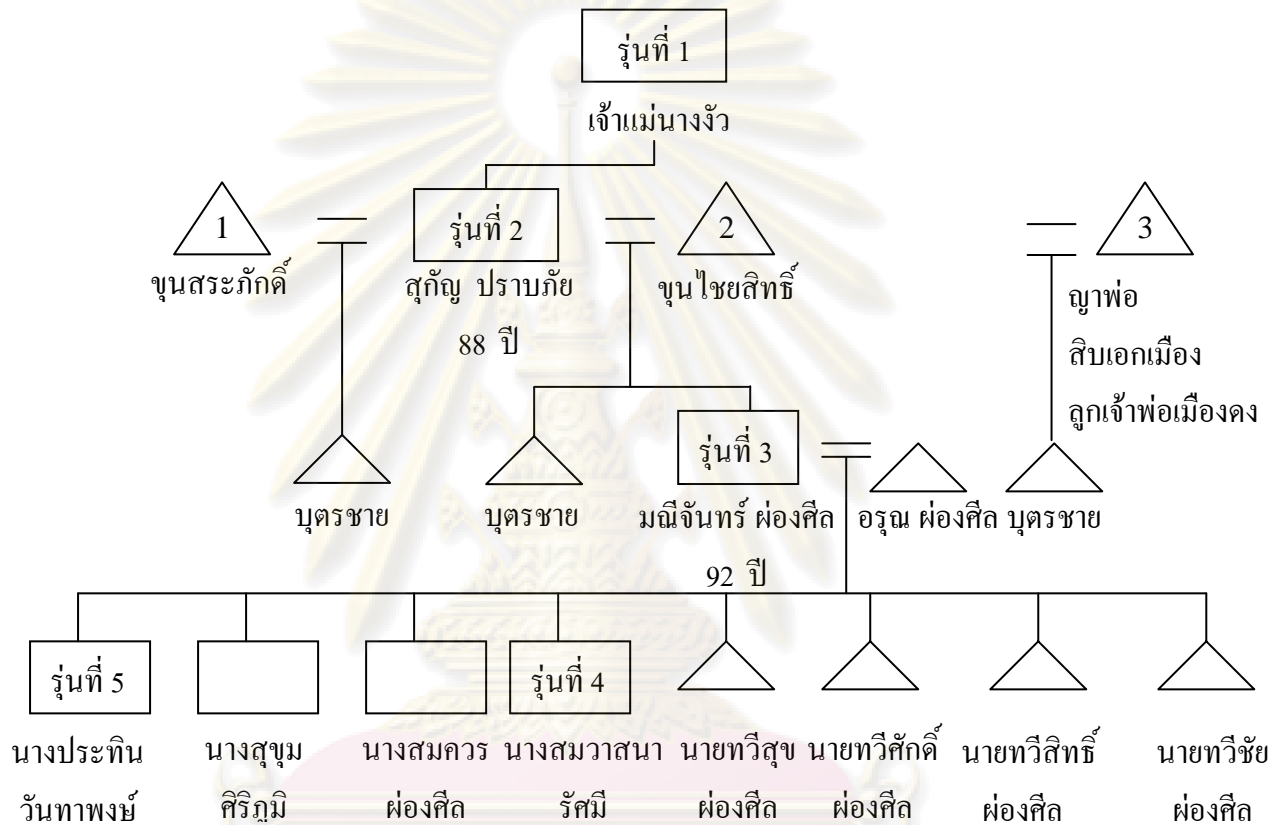 รุ่นที่ 1
เจ้าแม่นางงัว
1
รุ่นที่ 2
2
3
ขุนสระภักดิ์
สุกัญ ปราบภัย
ขุนไชยสิทธิ์
88 ปี
ญาพ่อ
สิบเอกเมือง
ลูกเจ้าพ่อเมืองดง
รุ่นที่ 3
บุตรชาย
บุตรชาย
มณีจันทร์ ผ่องศีล
อรุณ ผ่องศีล
บุตรชาย
92 ปี
รุ่นที่ 5
รุ่นที่ 4
นางประทิน
วันทาพงษ์
นางสุขุม
ศิริภูมิ
นางสมควร
ผ่องศีล
นางสมวาสนา
รัศมี
นายทวีสุข
ผ่องศีล
นายทวีศักดิ์
ผ่องศีล
นายทวีสิทธิ์
ผ่องศีล
นายทวีชัย
ผ่องศีล